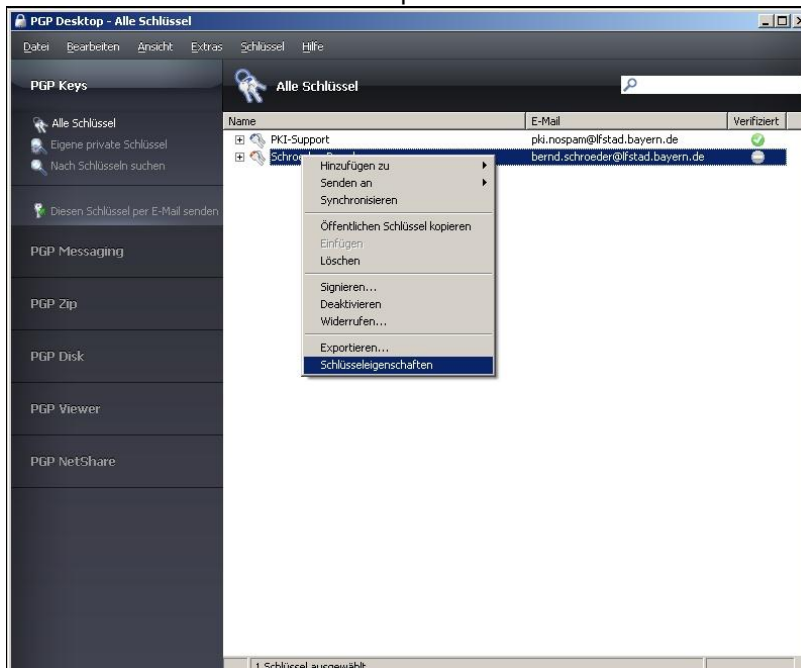 PGP Desktop - Alle Schlüssel
Datei Bearbeiten Ansicht Extras Schlüssel Hilfe
PGP Keys
Alle Schlüssel
Eigene private Schlüssel
Nach Schlüsseln suchen
Diesen Schlüssel per E-Mail senden
PGP Messaging
PGP Zip
PGP Disk
PGP Viewer
PGP NetShare
Alle Schlüssel
Name E-Mail Verifiziert
PKI-Support pki.nospam@lfstad.bayern.de
bernd.schroeder@lfstad.bayern.de
Hinzufügen zu
Senden an
Synchronisieren
Öffentlichen Schlüssel kopieren
Einfügen
Löschen
Signieren...
Deaktivieren
Widerrufen...
Exportieren...
Schlüsseleigenschaften
1 Schlüssel ausgewählt